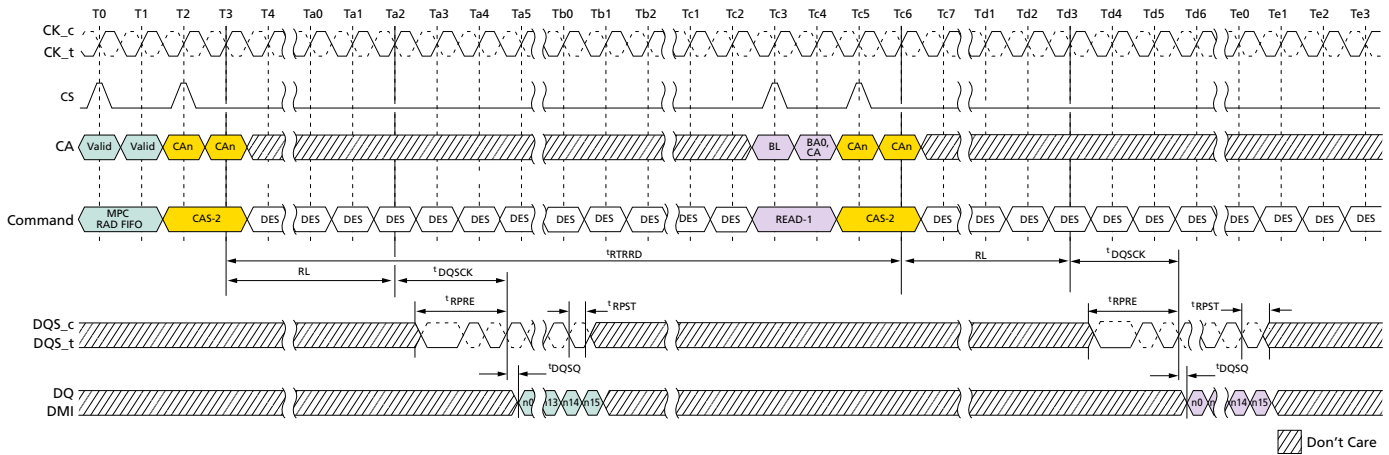 T0 T1 T2 T3 T4 Ta0 Ta1 Ta2 Ta3 Ta4 Ta5 Tb0 Tb1 Tb2 Tc1 Tc2 Tc3 Tc4 Tc5 Tc6 Tc7 Td1 Td2 Td3 Td4 Td5 Td6 Te0 Te1 Te2 Te3
CK_c
CK_t
CS
CA Valid Valid CAn CAn BL BA0, CA CAn CAn
Command MPC RAD FIFO CAS-2 DES DES DES DES DES DES DES DES DES DES DES DES READ-1 CAS-2 DES DES DES DES DES DES DES DES DES DES DES
tRTRRD
RL tDQSCK RL tDQSCK
tRPRE tRPST tRPRE tRPST
DQS_c
DQS_t
tDQSQ tDQSQ
DQ n0 n13 n14 n15 n0 n n14 n15
DMI
Don't Care